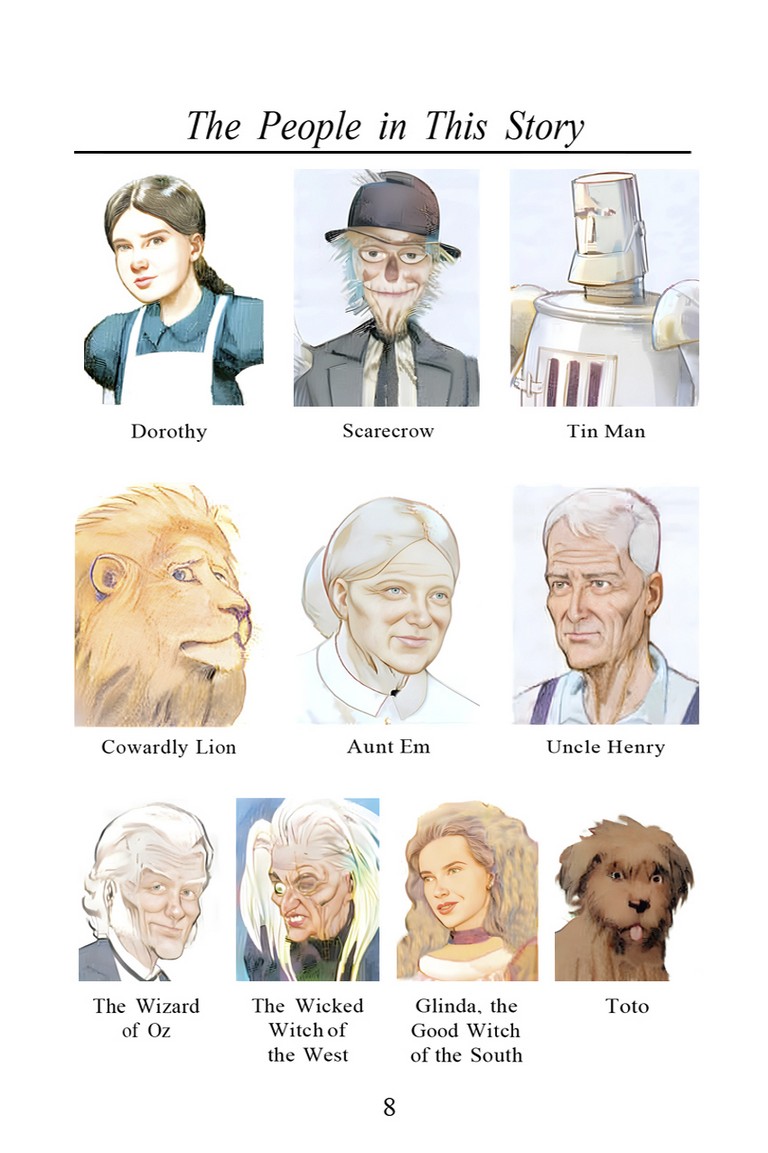 The People in This Story
Dorothy
Scarecrow
Tin Man
Cowardly Lion
Aunt Em
Uncle Henry
The Wizard
of Oz
The Wicked
Witch of
the West
Glinda, the
Good Witch
of the South
Toto
8